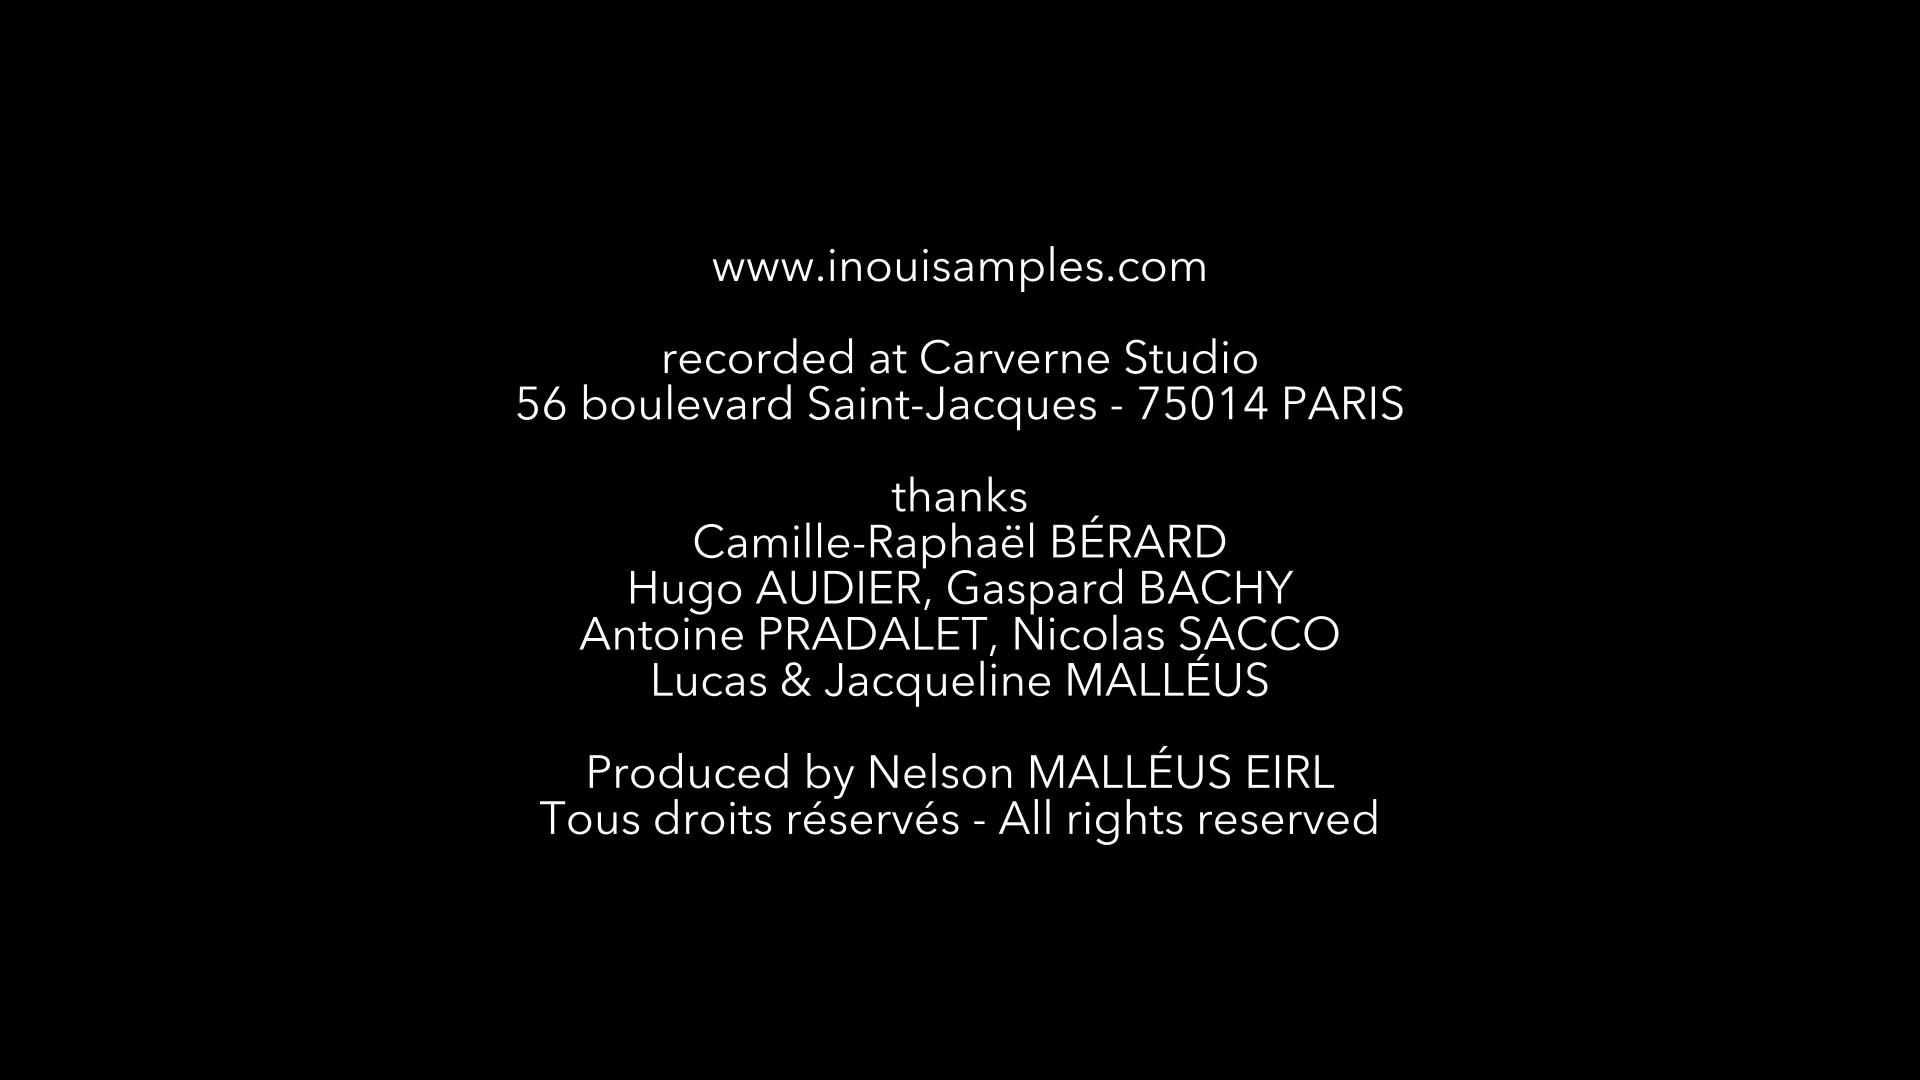 www.inouisamples.com
recorded at Carverne Studio
56 boulevard Saint-Jacques - 75014 PARIS
thanks
Camille-Raphaël BÉRARD
Hugo AUDIER, Gaspard BACHY
Antoine PRADALET, Nicolas SACCO
Lucas & Jacqueline MALLÉUS
Produced by Nelson MALLÉUS EIRL
Tous droits réservés - All rights reserved